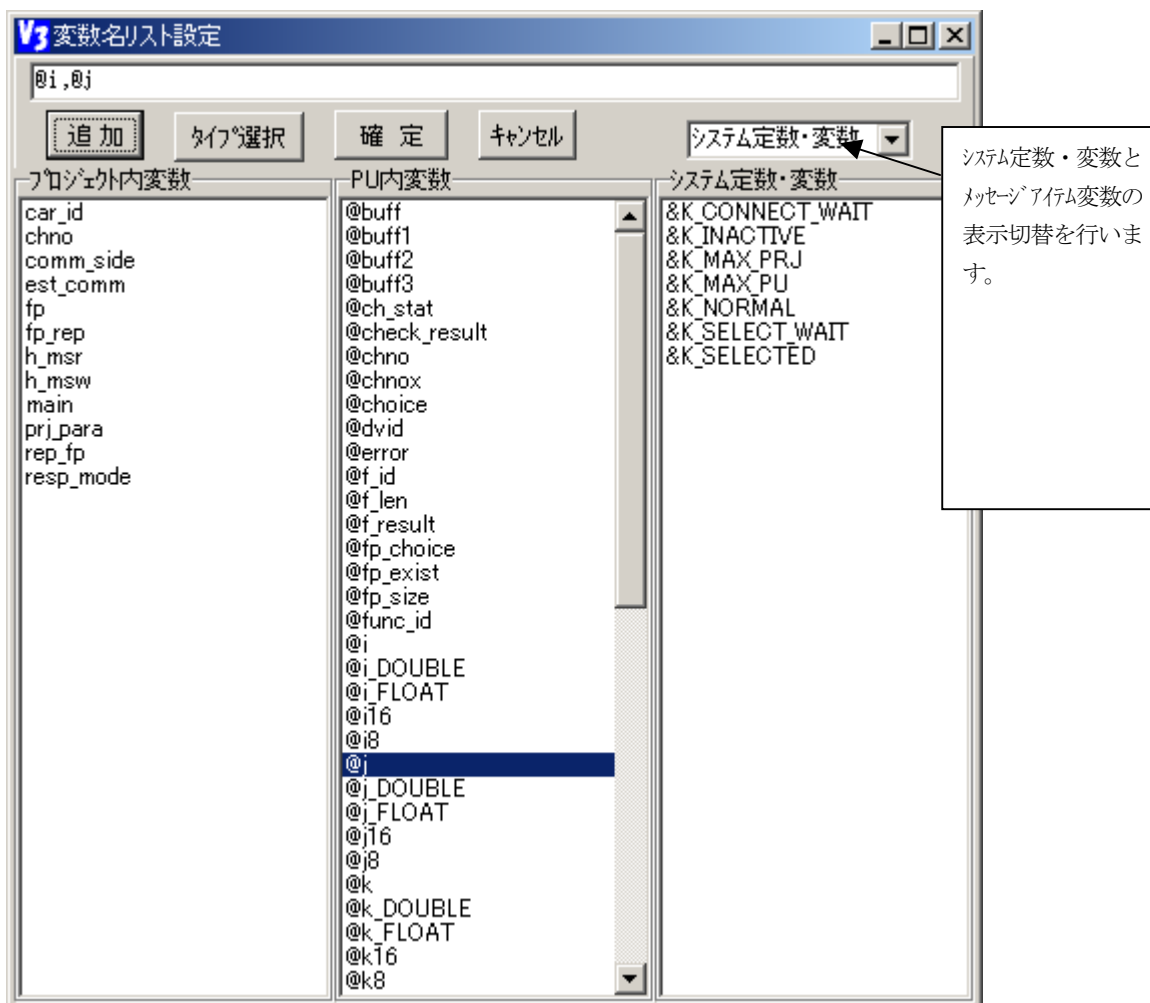 V3 変数名リスト設定
@i,@j
追 加
ﾀｲﾌﾟ選択
確 定
ｷｬﾝｾﾙ
ｼｽﾃﾑ定数・変数
ｼｽﾃﾑ定数・変数と
ﾒｯｾｰｼﾞｱｲﾃﾑ変数の
表示切替を行いま
す。
ﾌﾟﾛｼﾞｪｸﾄ内変数
car_id
chno
comm_side
est_comm
fp
fp_rep
h_msr
h_msw
main
prj_para
rep_fp
resp_mode
PU内変数
@buff
@buff1
@buff2
@buff3
@ch_stat
@check_result
@chno
@chnox
@choice
@dvid
@error
@f_id
@f_len
@f_result
@fp_choice
@fp_exist
@fp_size
@func_id
@i
@i_DOUBLE
@i_FLOAT
@i16
@i8
@j
@j_DOUBLE
@j_FLOAT
@j16
@j8
@k
@k_DOUBLE
@k_FLOAT
@k16
@k8
ｼｽﾃﾑ定数・変数
&K_CONNECT_WAIT
&K_INACTIVE
&K_MAX_PRJ
&K_MAX_PU
&K_NORMAL
&K_SELECT_WAIT
&K_SELECTED